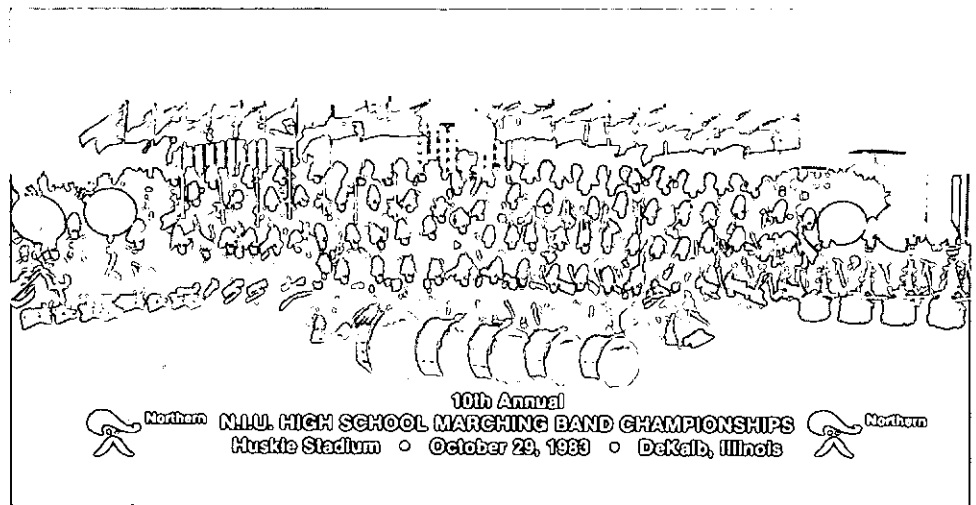 10th Annual
Northern N.I.U. HIGH SCHOOL MARCHING BAND CHAMPIONSHIPS Northern
Huskie Stadium • October 29, 1983 • DeKalb, Illinois